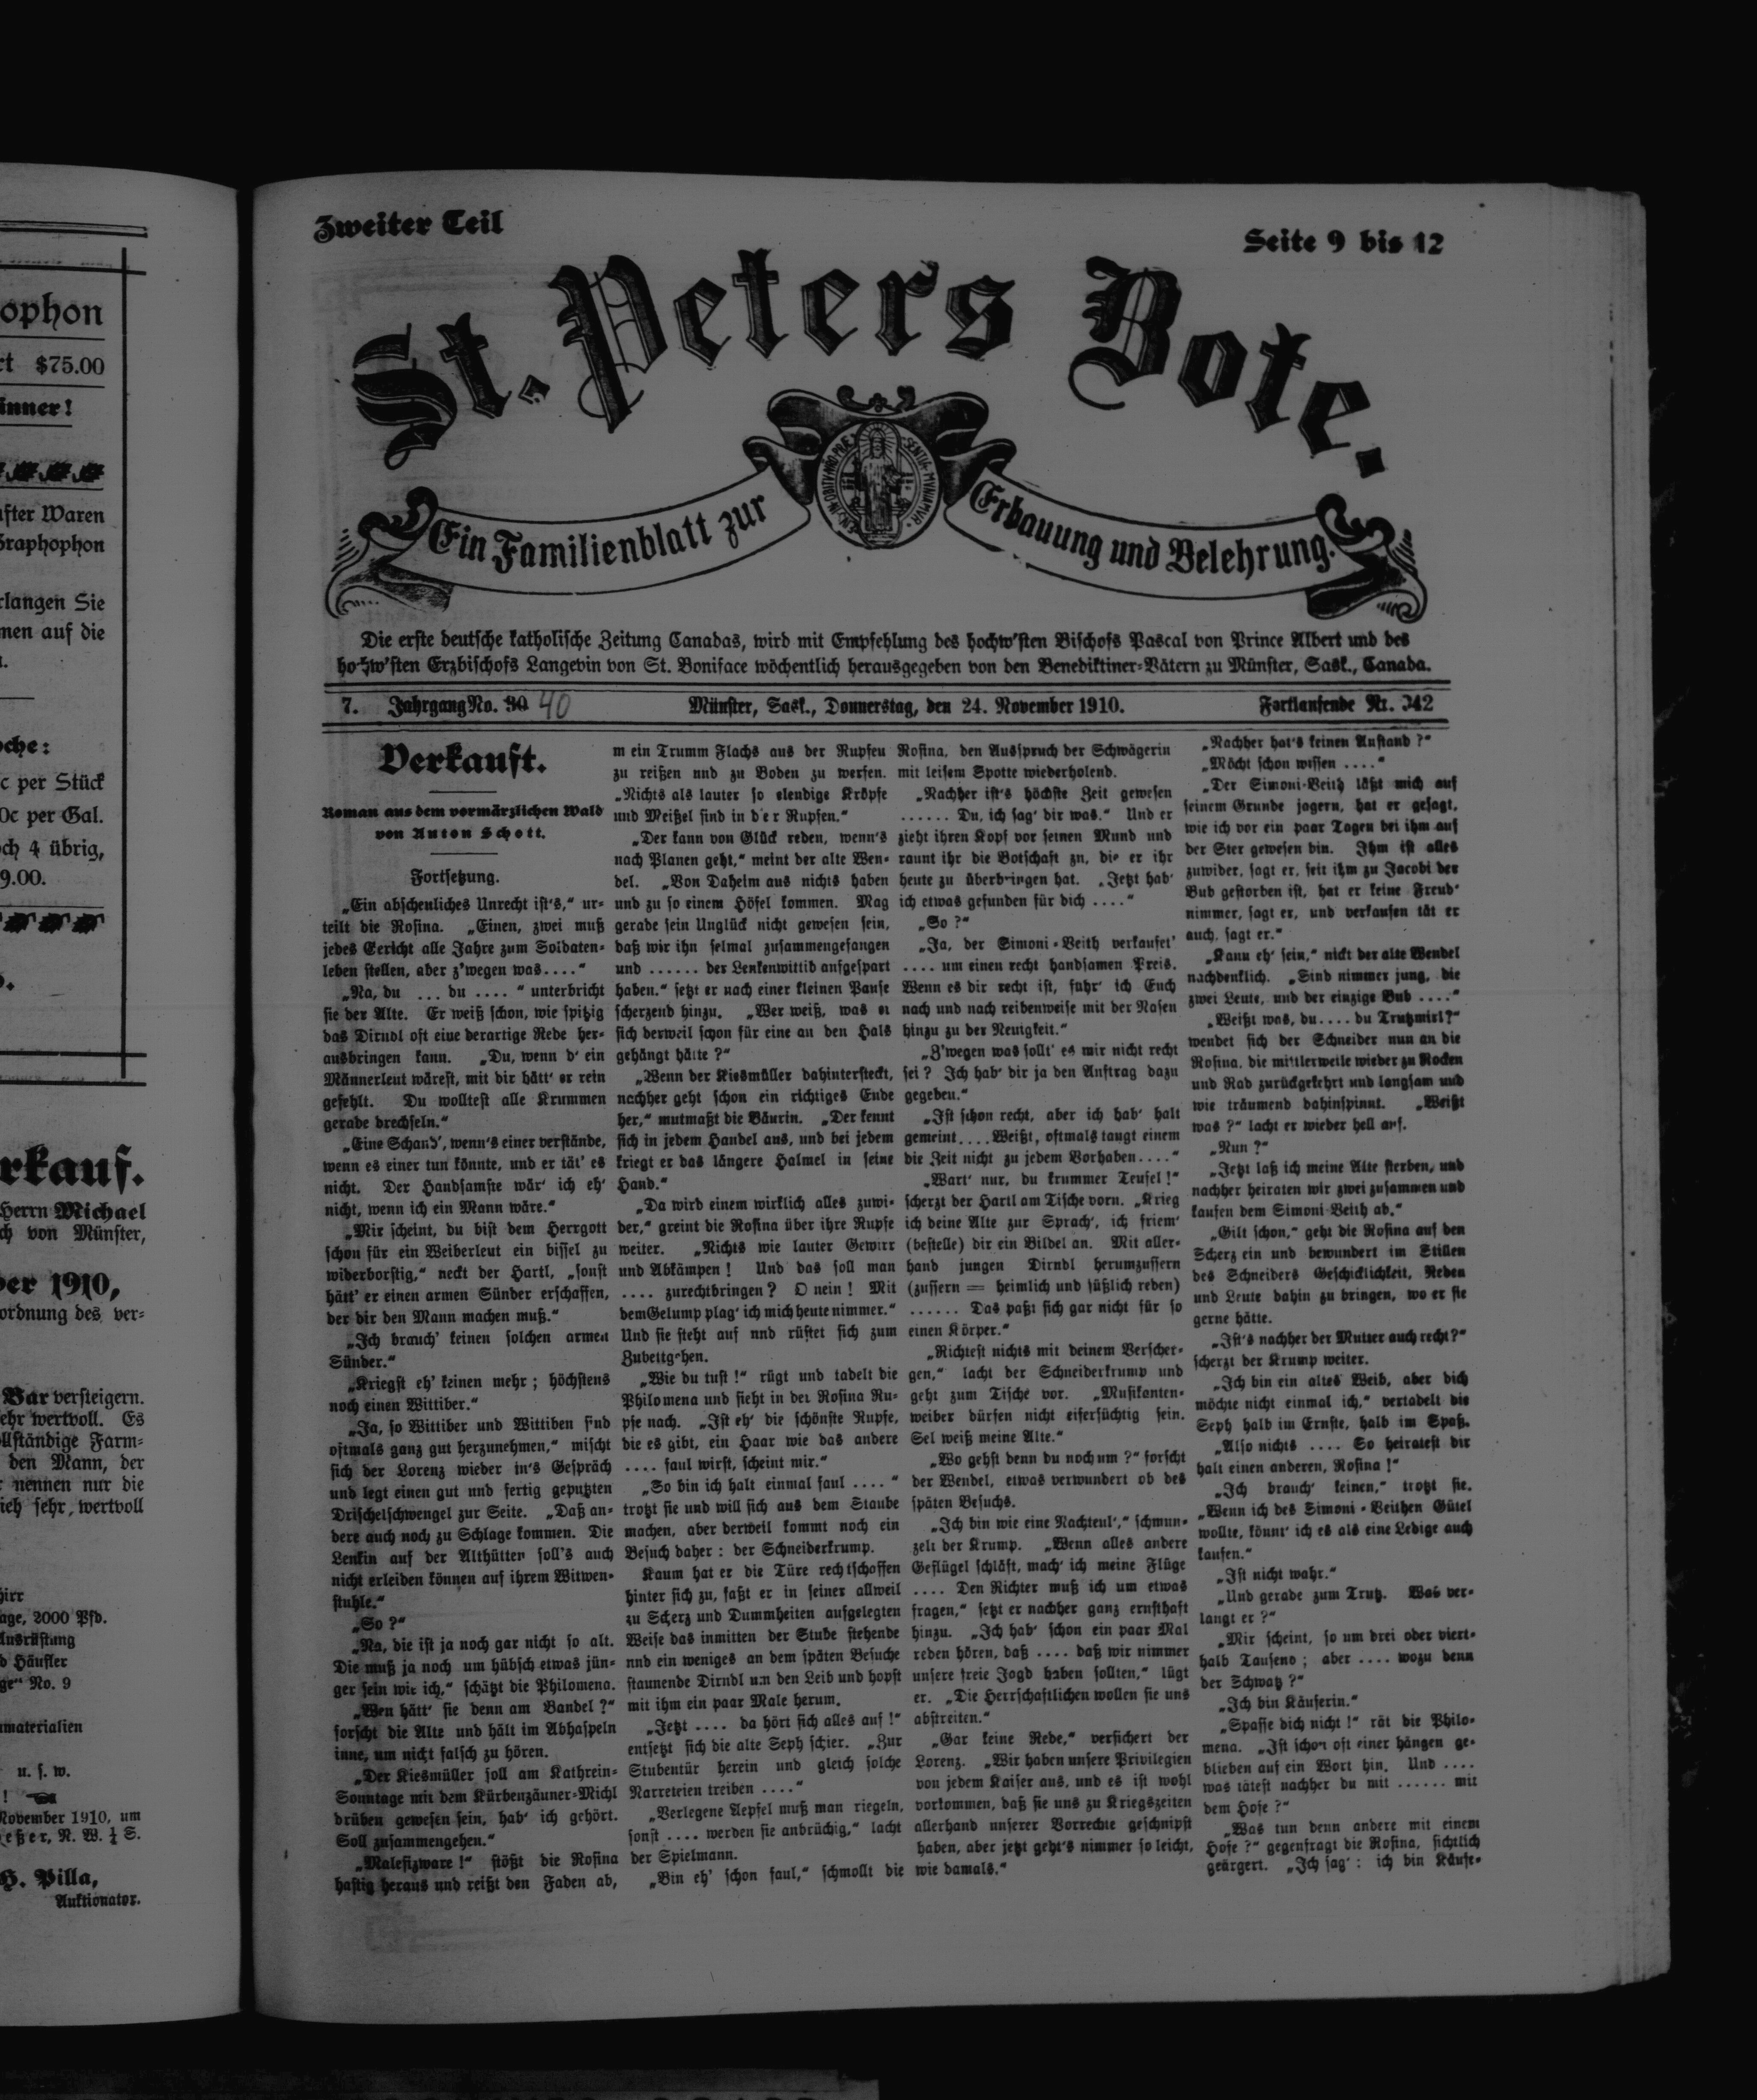 ophon
rt $75.00
änner!
ufter Waren
Graphophon
rlangen Sie
men auf die
oche:
c per Stück
0c per Gal.
och 4 übrig,
9.00.
rkauf.
Herrn Michael
ch von Münster,
ber 1910,
ordnung des ver-
Bar versteigern.
ehr wertvoll. Es
ollständige Farm-
den Mann, der
nennen nur die
sehr, wertvoll
age, 2000 Pfd.
Ausrüstung
Häufler
No. 9
materialien
u. s. w.
November 1910, um
H. Pilla,
Auktionator.
Zweiter Teil
Seite 9 bis 12
St. Peters Bote.
Ein Familienblatt zur Erbauung und Belehrung.
Die erste deutsche katholische Zeitung Canadas, wird mit Empfehlung des hochw'sten Bischofs Pascal von Prince Albert und des
hochw'sten Erzbischofs Langevin von St. Boniface wöchentlich herausgegeben von den Benediktiner-Vätern zu Münster, Sask., Canada.
7. Jahrgang No. 30 40 Münster, Sask., Donnerstag, den 24. November 1910. Fortlaufende Nr. 342
Verkauft.
Roman aus dem vormärzlichen Wald
von Anton Schott.
Fortsetzung.
„Ein abscheuliches Unrecht ist's,“ ur-
teilt die Rosina. „Einen, zwei muß
jedes Gericht alle Jahre zum Soldaten-
leben stellen, aber z'wegen was....“
„Na, du ... du .... “ unterbricht
sie der Alte. Er weiß schon, wie spitzig
das Dirndl oft eine derartige Rede her-
ausbringen kann. „Du, wenn d' ein
Männerleut wärest, mit dir hätt' er rein
gefehlt. Du wolltest alle Krummen
gerade drechseln.“
„Eine Schand', wenn's einer verstände,
wenn es einer tun könnte, und er tät' es
nicht. Der Handsamste wär' ich eh'
nicht, wenn ich ein Mann wäre.“
„Mir scheint, du bist dem Herrgott
schon für ein Weiberleut ein bissel zu
widerborstig,“ neckt der Hartl, „sonst
hätt' er einen armen Sünder erschaffen,
der dir den Mann machen muß.“
„Ich brauch' keinen solchen armen
Sünder.“
„Kriegst eh' keinen mehr; höchstens
noch einen Wittiber.“
„Ja, so Wittiber und Wittiben sind
oftmals ganz gut herzunehmen,“ mischt
sich der Lorenz wieder in's Gespräch
und legt einen gut und fertig geputzten
Drischelschwengel zur Seite. „Daß an-
dere auch noch zu Schlage kommen. Die
Lenkin auf der Althütten soll's auch
nicht erleiden können auf ihrem Witwen-
stuhle.“
„So?“
„Na, die ist ja noch gar nicht so alt.
Die muß ja noch um hübsch etwas jün-
ger sein wie ich,“ schätzt die Philomena.
„Wen hätt' sie denn am Bandel?“
forscht die Alte und hält im Abhaspeln
inne, um nicht falsch zu hören.
„Der Kiesmüller soll am Kathrein-
Sonntage mit dem Kürbenzäuner-Michl
drüben gewesen sein, hab' ich gehört.
Soll zusammengehen.“
„Malefizware!“ stößt die Rosina
hastig heraus und reißt den Faden ab,
m ein Trumm Flachs aus der Rupfen
zu reißen nnd zu Boden zu werfen.
„Nichts als lauter so elendige Kröpfe
und Meißel sind in der Rupfen.“
„Der kann von Glück reden, wenn's
nach Planen geht,“ meint der alte Wen-
del. „Von Daheim aus nichts haben
und zu so einem Höfel kommen. Mag
gerade sein Unglück nicht gewesen sein,
daß wir ihn selmal zusammengefangen
und ...... der Lenkenwittib aufgespart
haben.“ setzt er nach einer kleinen Pause
scherzend hinzu. „Wer weiß, was er
sich derweil schon für eine an den Hals
gehängt hätte?“
„Wenn der Kiesmüller dahintersteckt,
nachher geht schon ein richtiges Ende
her,“ mutmaßt die Bäurin. „Der kennt
sich in jedem Handel aus, und bei jedem
kriegt er das längere Halmel in seine
Hand.“
„Da wird einem wirklich alles zuwi-
der,“ greint die Rosina über ihre Rupfe
weiter. „Nichts wie lauter Gewirr
und Abkämpen! Und das soll man
.... zurechtbringen? O nein! Mit
dem Gelump plag' ich mich heute nimmer.“
Und sie steht auf nnd rüstet sich zum
Zubettgehen.
„Wie du tust!“ rügt und tadelt die
Philomena und sieht in der Rosina Ru-
pfe nach. „Ist eh' die schönste Rupfe,
die es gibt, ein Haar wie das andere
.... faul wirst, scheint mir.“
„So bin ich halt einmal faul .... “
trotzt sie und will sich aus dem Staube
machen, aber derweil kommt noch ein
Besuch daher: der Schneiderkrump.
Kaum hat er die Türe rechtschaffen
hinter sich zu, faßt er in seiner allweil
zu Scherz und Dummheiten aufgelegten
Weise das inmitten der Stube stehende
nnd ein weniges an dem späten Besuche
staunende Dirndl um den Leib und hopst
mit ihm ein paar Male herum.
„Jetzt .... da hört sich alles auf!“
entsetzt sich die alte Seph schier. „Zur
Stubentür herein und gleich solche
Narreteien treiben ....“
„Verlegene Aepfel muß man riegeln,
sonst .... werden sie anbrüchig,“ lacht
der Spielmann.
„Bin eh' schon faul,“ schmollt die
Rosina, den Ausspruch der Schwägerin
mit leisem Spotte wiederholend.
„Nachher ist's höchste Zeit gewesen
...... Du, ich sag' dir was.“ Und er
zieht ihren Kopf vor seinen Mund und
raunt ihr die Botschaft zu, die er ihr
heute zu überbringen hat. „Jetzt hab'
ich etwas gefunden für dich ....“
„So?“
„Ja, der Simoni-Veith verkaufet'
.... um einen recht handsamen Preis.
Wenn es dir recht ist, fuhr' ich Euch
nach und nach reibenweise mit der Nasen
hinzu zu der Neuigkeit.“
„Z'wegen was sollt' es mir nicht recht
sei? Ich hab' dir ja den Auftrag dazu
gegeben.“
„Ist schon recht, aber ich hab' halt
gemeint.... Weißt, oftmals taugt einem
die Zeit nicht zu jedem Vorhaben....“
„Wart' nur, du krummer Teufel!“
scherzt der Hartl am Tische vorn. „Krieg
ich deine Alte zur Sprach', ich friem'
(bestelle) dir ein Bildel an. Mit aller-
hand jungen Dirndl herumzussern
(zussern = heimlich und süßlich reden)
...... Das paßt sich gar nicht für so
einen Körper.“
„Richtest nichts mit deinem Verscher-
gen,“ lacht der Schneiderkrump und
geht zum Tische vor. „Musikanten-
weiber dürfen nicht eifersüchtig sein.
Sel weiß meine Alte.“
„Wo gehst denn du noch um?“ forscht
der Wendel, etwas verwundert ob des
späten Besuchs.
„Ich bin wie eine Nachteul',“ schmun-
zelt der Krump. „Wenn alles andere
Geflügel schläft, mach' ich meine Flüge
.... Den Richter muß ich um etwas
fragen,“ setzt er nachher ganz ernsthaft
hinzu. „Ich hab' schon ein paar Mal
reden hören, daß .... daß wir nimmer
unsere freie Jagd haben sollten,“ lügt
er. „Die Herrschaftlichen wollen sie uns
abstreiten.“
„Gar keine Rede,“ versichert der
Lorenz. „Wir haben unsere Privilegien
von jedem Kaiser aus, und es ist wohl
vorkommen, daß sie uns zu Kriegszeiten
allerhand unserer Vorrechte geschnipft
haben, aber jetzt geht's nimmer so leicht,
wie damals.“
„Nachher hat's keinen Anstand?“
„Möcht schon wissen ....“
„Der Simoni-Veith läßt mich auf
seinem Grunde jagern, hat er gesagt,
wie ich vor ein paar Tagen bei ihm auf
der Ster gewesen bin. Ihm ist alles
zuwider, sagt er, seit ihm zu Jacobi der
Bub gestorben ist, hat er keine Freud'
nimmer, sagt er, und verkaufen tät er
auch, sagt er.“
„Kann eh' sein,“ nickt der alte Wendel
nachdenklich. „Sind nimmer jung, die
zwei Leute, und der einzige Bub ....“
„Weißt was, du.... du Trutzmirl?“
wendet sich der Schneider nun an die
Rosina, die mittlerweile wieder zu Rocken
und Rad zurückgekehrt und langsam und
wie träumend dahinspinnt. „Weißt
was?“ lacht er wieder hell auf.
„Nun?“
„Jetzt laß ich meine Alte sterben, und
nachher heiraten wir zwei zusammen und
kaufen dem Simoni-Veith ab.“
„Gilt schon,“ geht die Rosina auf den
Scherz ein und bewundert im Stillen
des Schneiders Geschicklichkeit, Reden
und Leute dahin zu bringen, wo er sie
gerne hätte.
„Ist's nachher der Mutter auch recht?“
scherzt der Krump weiter.
„Ich bin ein altes Weib, aber dich
möchte nicht einmal ich,“ vertadelt die
Seph halb im Ernste, halb im Spaß.
„Also nichts .... So heiratest dir
halt einen anderen, Rosina!“
„Ich brauch' keinen,“ trotzt sie.
„Wenn ich des Simoni-Veithen Gütel
wollte, könnt' ich es als eine Ledige auch
kaufen.“
„Ist nicht wahr.“
„Und gerade zum Trutz. Was ver-
langt er?“
„Mir scheint, so um drei oder viert-
halb Tausend; aber .... wozu denn
der Schwatz?“
„Ich bin Käuferin.“
„Spasse dich nicht!“ rät die Philo-
mena. „Ist schon oft einer hängen ge-
blieben auf ein Wort hin. Und ....
was tätest nachher du mit ...... mit
dem Hofe?“
„Was tun denn andere mit einem
Hofe?“ gegenfragt die Rosina, sichtlich
geärgert. „Ich sag': ich bin Käufe-